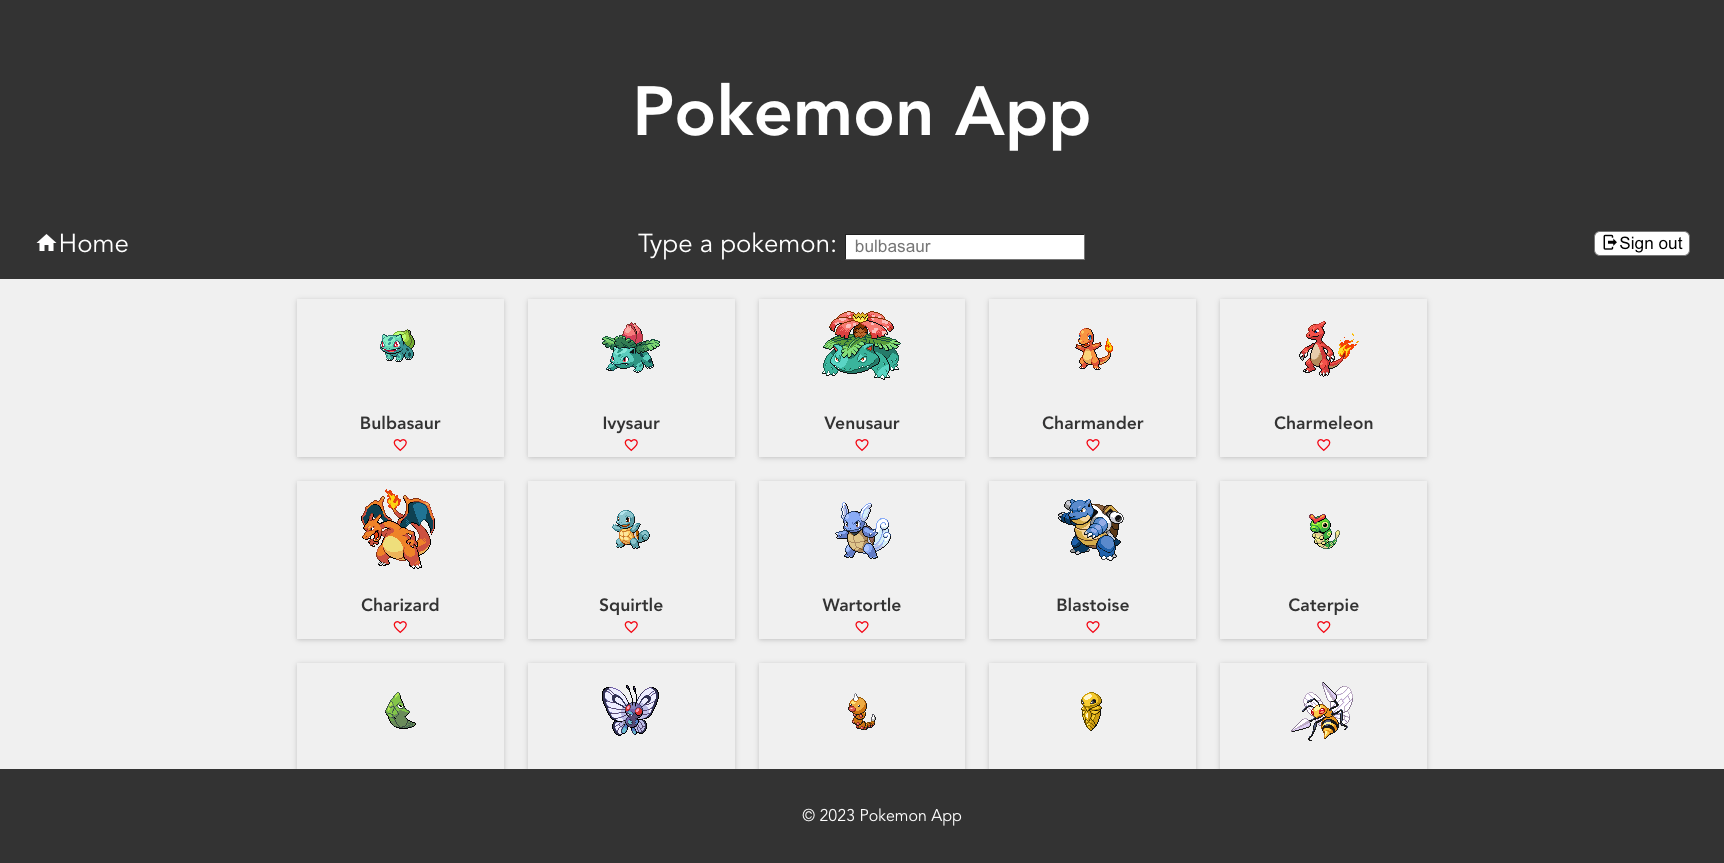 Pokemon App
Home
Type a pokemon: bulbasaur
Sign out
Bulbasaur
Ivysaur
Venusaur
Charmander
Charmeleon
Charizard
Squirtle
Wartortle
Blastoise
Caterpie
© 2023 Pokemon App